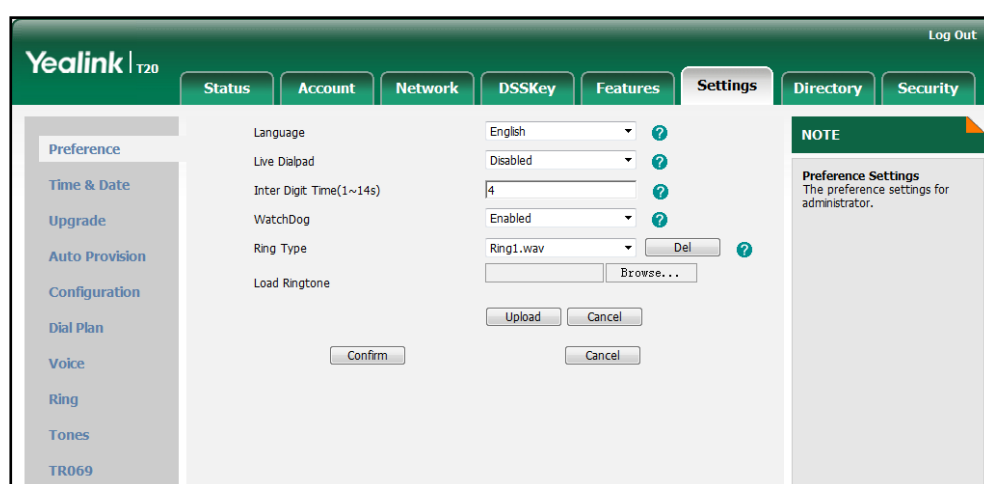 Log Out
Yealink | T20
Status Account Network DSSKey Features Settings Directory Security
Preference
Time & Date
Upgrade
Auto Provision
Configuration
Dial Plan
Voice
Ring
Tones
TR069
Language English ?
Live Dialpad Disabled ?
Inter Digit Time(1~14s) 4 ?
WatchDog Enabled ?
Ring Type Ring1.wav Del ?
Load Ringtone Browse...
Upload Cancel
Confirm Cancel
NOTE
Preference Settings
The preference settings for
administrator.